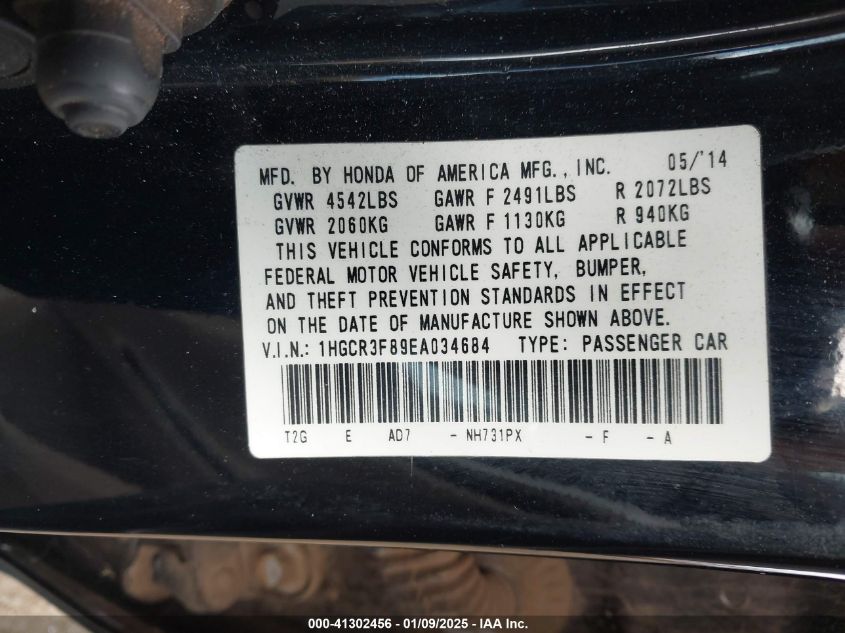 MFD. BY HONDA OF AMERICA MFG., INC. 05/'14
GVWR 4542LBS GAWR F 2491LBS R 2072LBS
GVWR 2060KG GAWR F 1130KG R 940KG
THIS VEHICLE CONFORMS TO ALL APPLICABLE
FEDERAL MOTOR VEHICLE SAFETY, BUMPER,
AND THEFT PREVENTION STANDARDS IN EFFECT
ON THE DATE OF MANUFACTURE SHOWN ABOVE.
V.I.N.: 1HGCR3F89EA034684 TYPE: PASSENGER CAR
T2G E AD7 - NH731PX - F - A
000-41302456 - 01/09/2025 - IAA Inc.